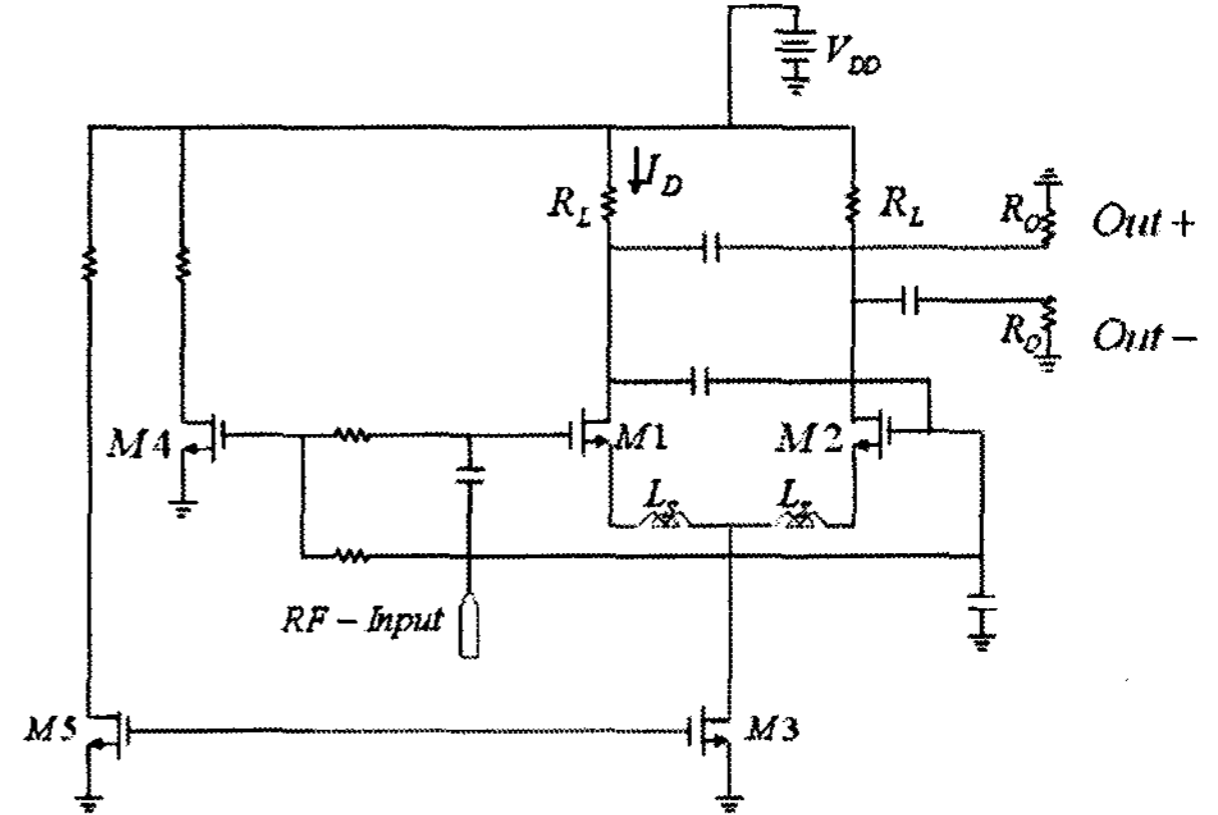 V_DD
I_D
R_L
R_L
R_O
Out +
R_O
Out −
M4
M1
M2
L_s
L_s
RF − Input
M5
M3